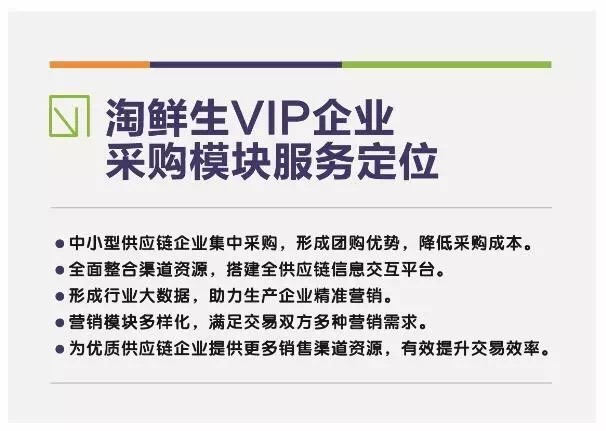 淘鲜生VIP企业
采购模块服务定位
●中小型供应链企业集中采购，形成团购优势，降低采购成本。
●全面整合渠道资源，搭建全供应链信息交互平台。
●形成行业大数据，助力生产企业精准营销。
●营销模块多样化，满足交易双方多种营销需求。
●为优质供应链企业提供更多销售渠道资源，有效提升交易效率。